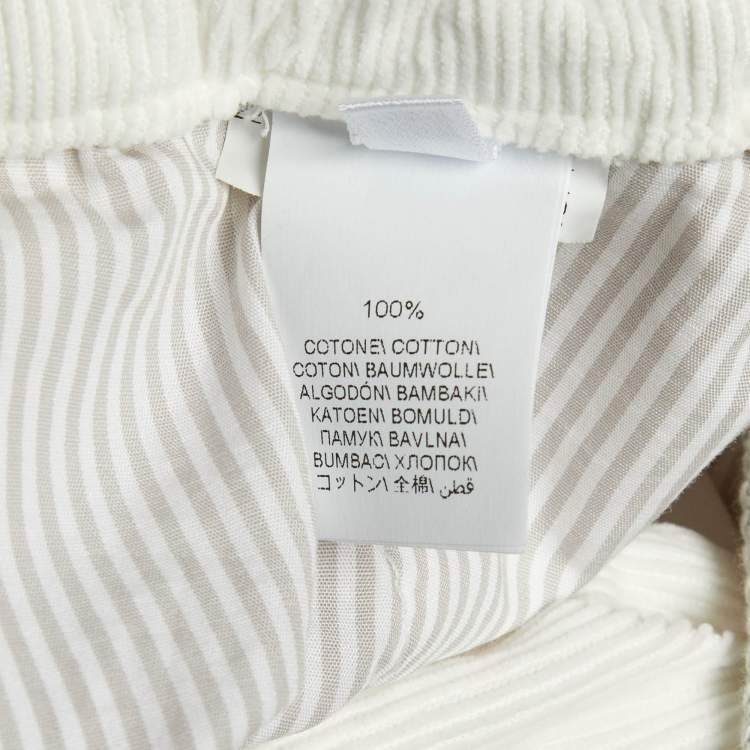 100%
COTONE\ COTTON\
COTON\ BAUMWOLLE\
ALGODÓN\ BAMBAKI\
KATOEN\ BOMULD\
ПАМУК\ BAVLNA\
BUMBAC\ ХЛОПОК\
コットン\ 全棉\ قطن